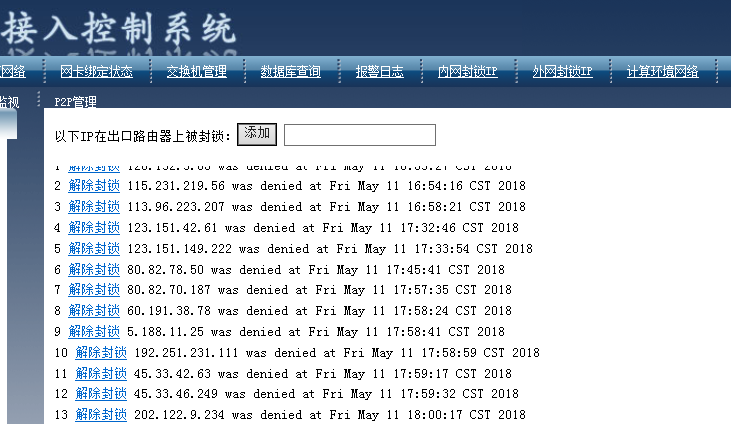 接入控制系统
网络 网卡绑定状态 交换机管理 数据库查询 报警日志 内网封锁IP 外网封锁IP 计算环境网络
监视 P2P管理
以下IP在出口路由器上被封锁: 添加
1 解除封锁 was denied at Fri May 11 CST 2018
2 解除封锁 115.231.219.56 was denied at Fri May 11 16:54:16 CST 2018
3 解除封锁 113.96.223.207 was denied at Fri May 11 16:58:21 CST 2018
4 解除封锁 123.151.42.61 was denied at Fri May 11 17:32:46 CST 2018
5 解除封锁 123.151.149.222 was denied at Fri May 11 17:33:54 CST 2018
6 解除封锁 80.82.78.50 was denied at Fri May 11 17:45:41 CST 2018
7 解除封锁 80.82.70.187 was denied at Fri May 11 17:57:35 CST 2018
8 解除封锁 60.191.38.78 was denied at Fri May 11 17:58:24 CST 2018
9 解除封锁 5.188.11.25 was denied at Fri May 11 17:58:41 CST 2018
10 解除封锁 192.251.231.111 was denied at Fri May 11 17:58:59 CST 2018
11 解除封锁 45.33.42.63 was denied at Fri May 11 17:59:17 CST 2018
12 解除封锁 45.33.46.249 was denied at Fri May 11 17:59:32 CST 2018
13 解除封锁 202.122.9.234 was denied at Fri May 11 18:00:17 CST 2018